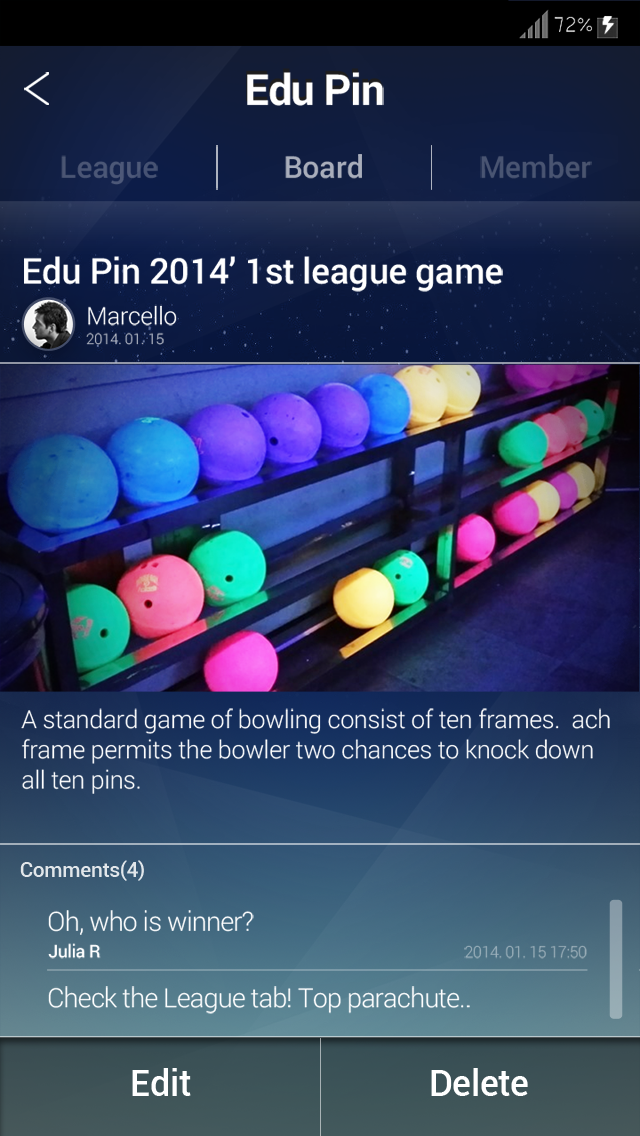 72%
Edu Pin
League Board Member
Edu Pin 2014’ 1st league game
Marcello
2014. 01. 15
A standard game of bowling consist of ten frames. ach
frame permits the bowler two chances to knock down
all ten pins.
Comments(4)
Oh, who is winner?
Julia R 2014. 01. 15 17:50
Check the League tab! Top parachute..
Edit Delete